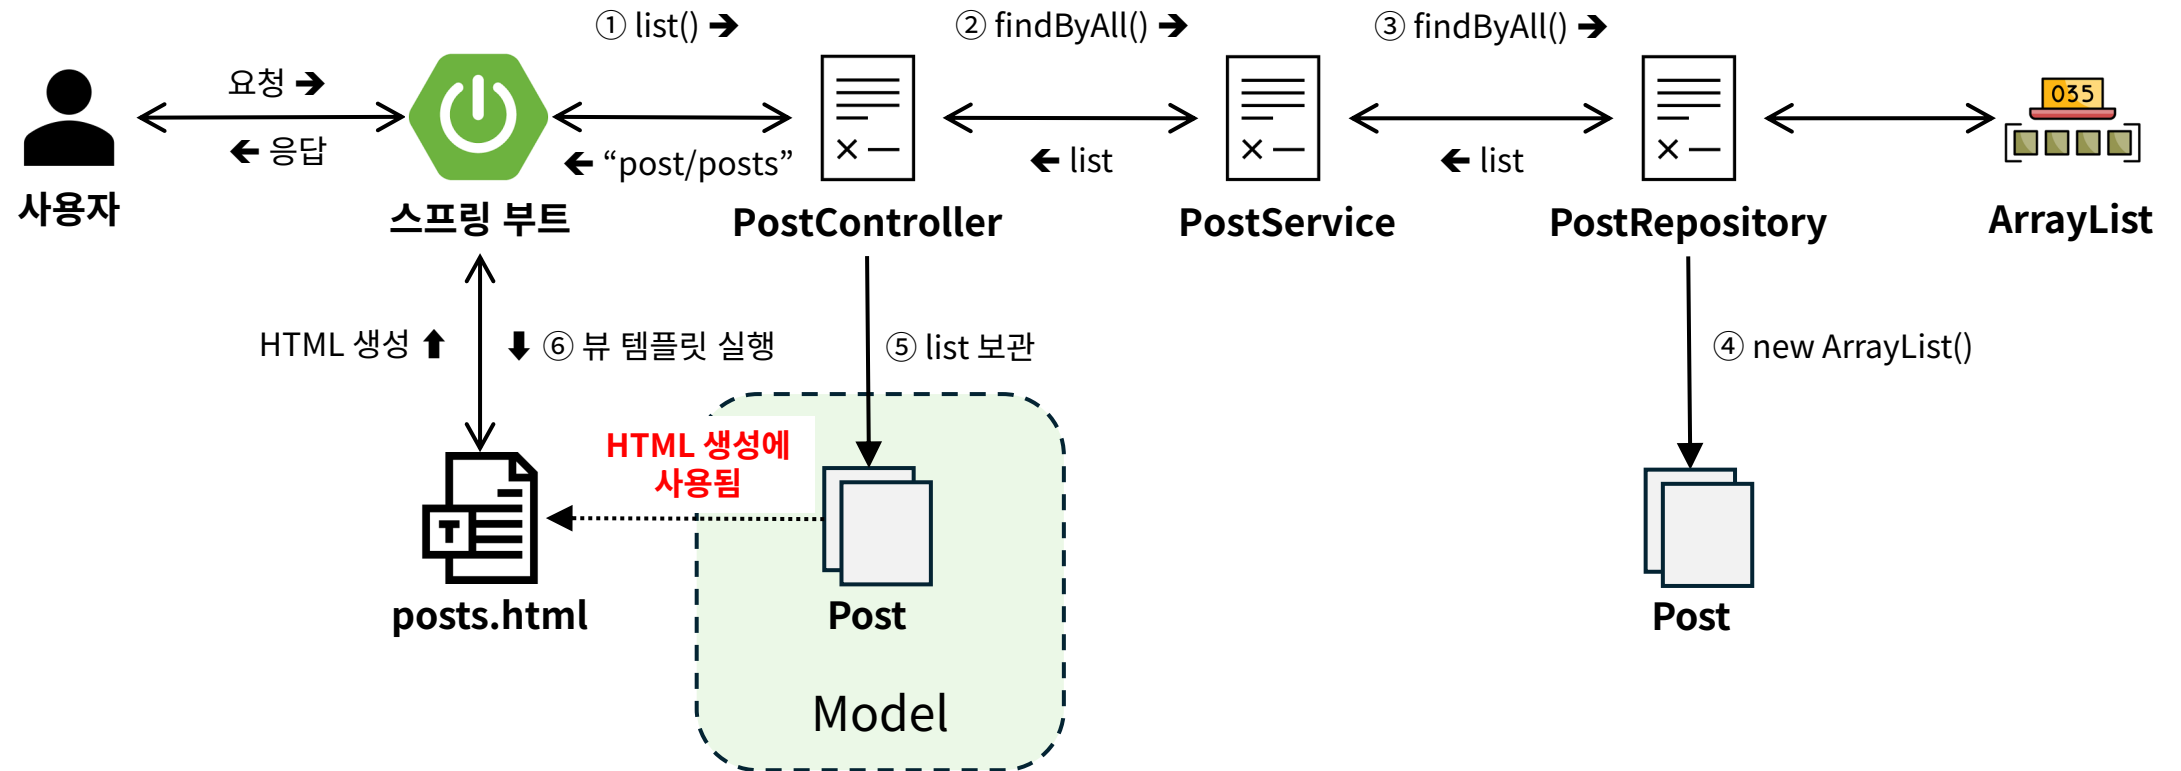 ① list() 🡺
② findByAll() 🡺
③ findByAll() 🡺
요청 🡺
🡸 응답
🡸 “post/posts”
🡸 list
🡸 list
035
사용자
스프링 부트
PostController
PostService
PostRepository
ArrayList
HTML 생성 🡹
🡻 ⑥ 뷰 템플릿 실행
⑤ list 보관
④ new ArrayList()
HTML 생성에
사용됨
T
posts.html
Post
Post
Model